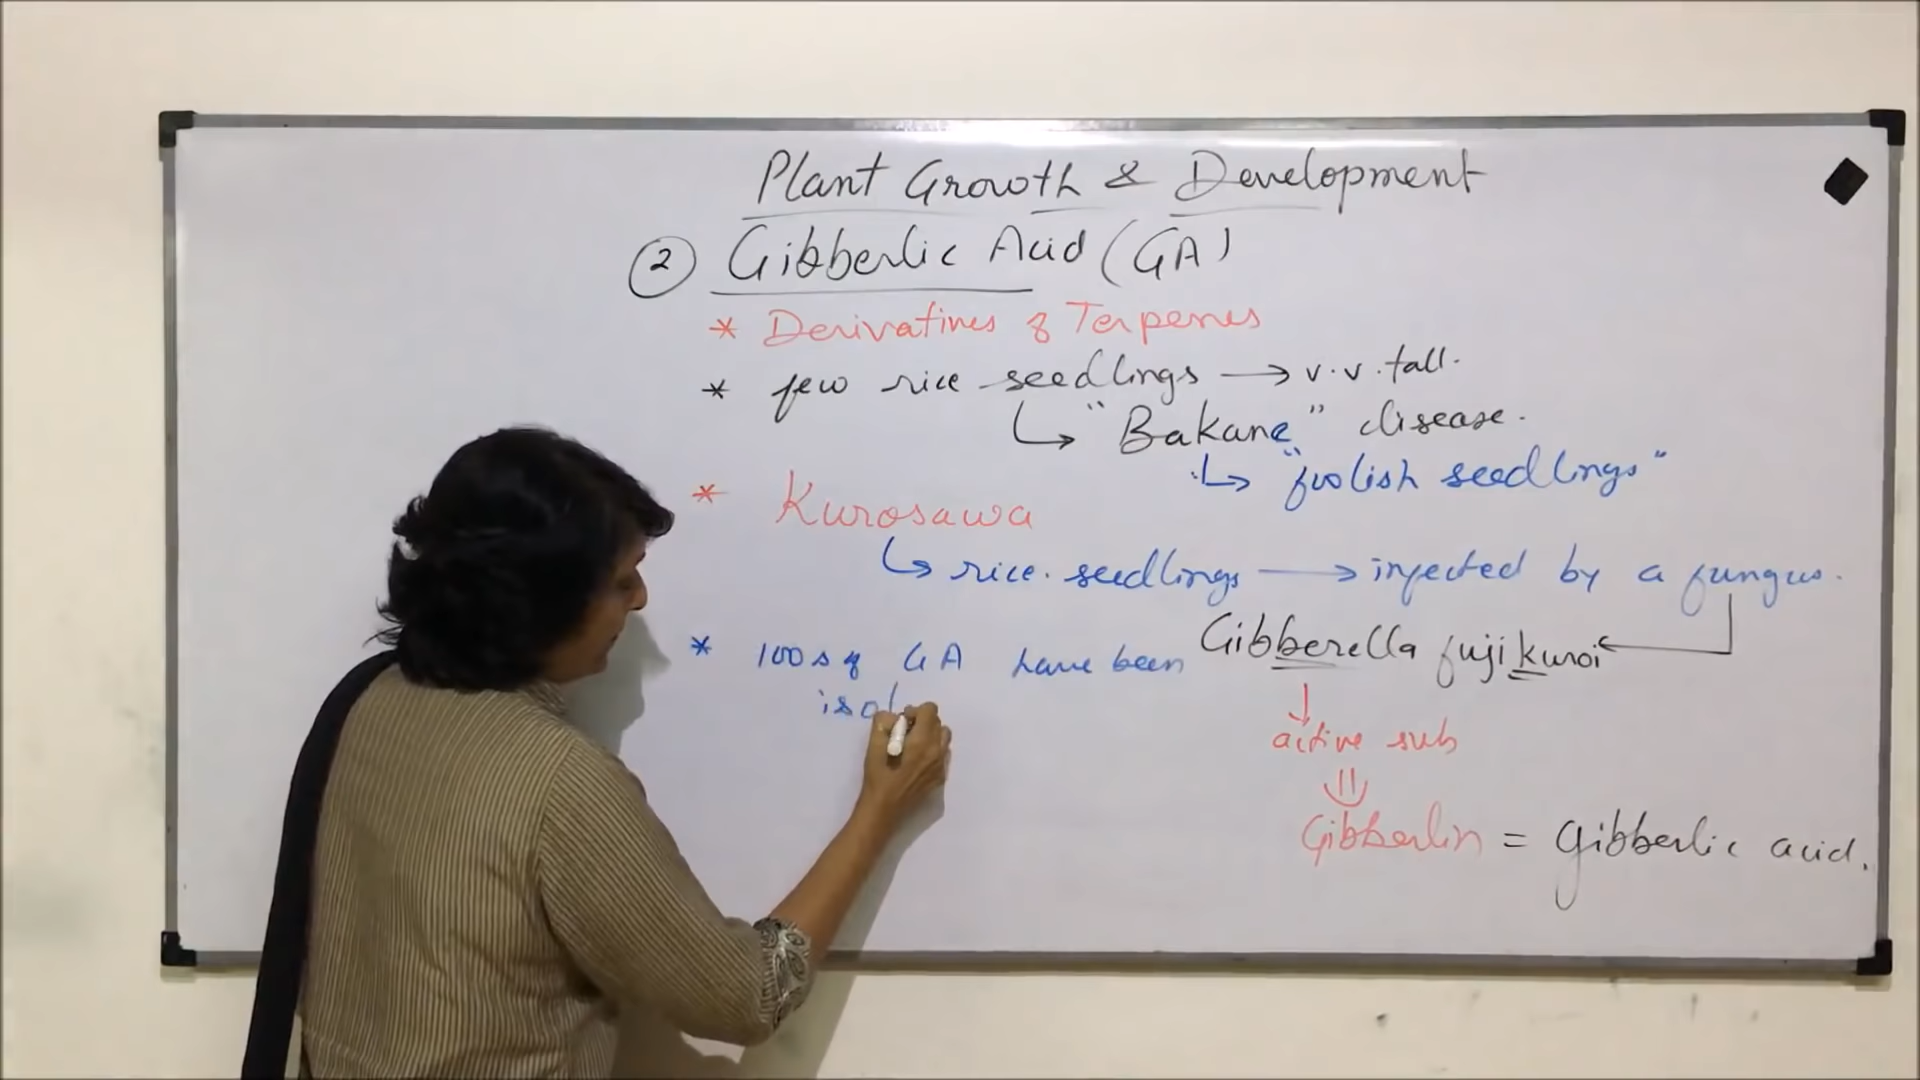 Plant Growth & Development
② Gibberlic Acid (GA)
* Derivatives of Terpenes
* few rice seedlings → v.v.tall.
↳ "Bakane" disease.
↳ "foolish seedlings"
* Kurosawa
↳ rice seedlings → infected by a fungus.
Gibberella fujikuroi
* 100s of GA have been
isol
↓
active sub
⇓
Gibberlin = Gibberlic acid.